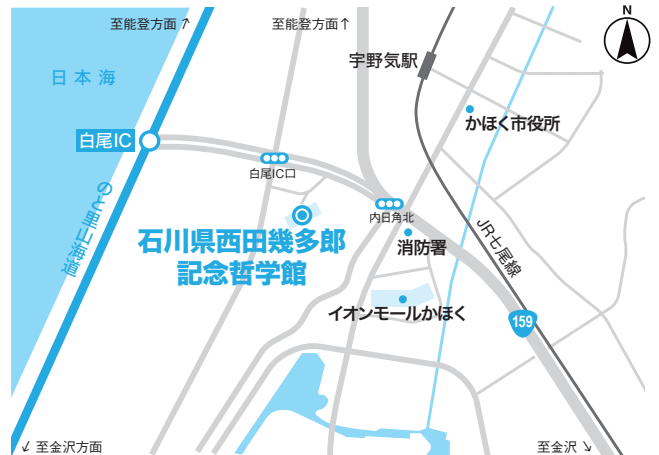 至能登方面↗
至能登方面↑
N
宇野気駅
日本海
かほく市役所
白尾IC
白尾IC口
のと里山海道
内日角北
石川県西田幾多郎
記念哲学館
消防署
JR七尾線
イオンモールかほく
159
↙至金沢方面
至金沢↘